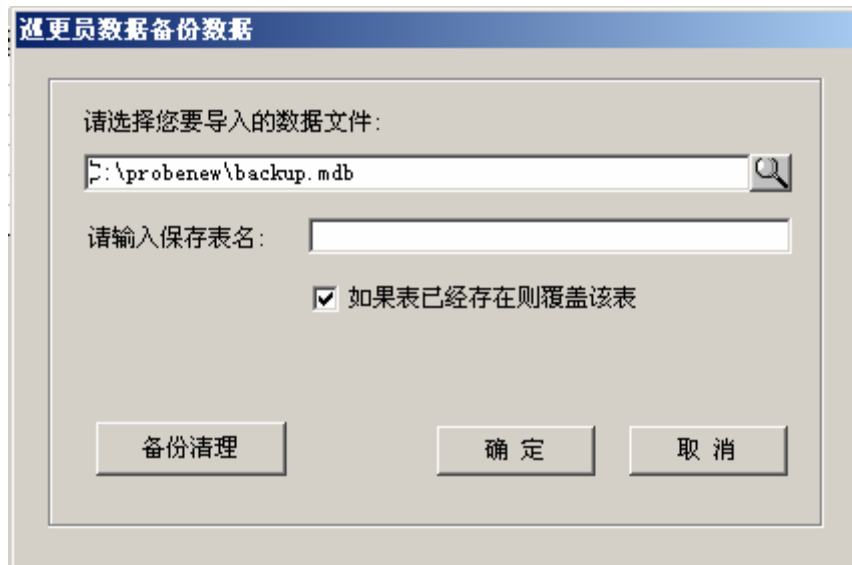 巡更员数据备份数据
请选择您要导入的数据文件:
C:\probenew\backup.mdb
请输入保存表名:
如果表已经存在则覆盖该表
备份清理
确 定
取 消